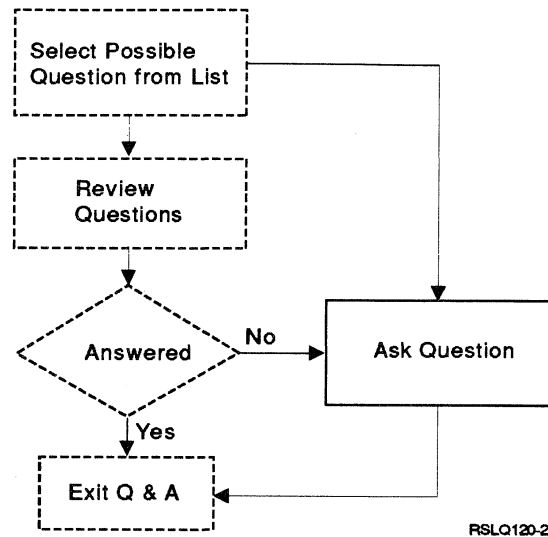 Select Possible
Question from List
Review
Questions
Answered
No
Ask Question
Yes
Exit Q & A
RSLQ120-2